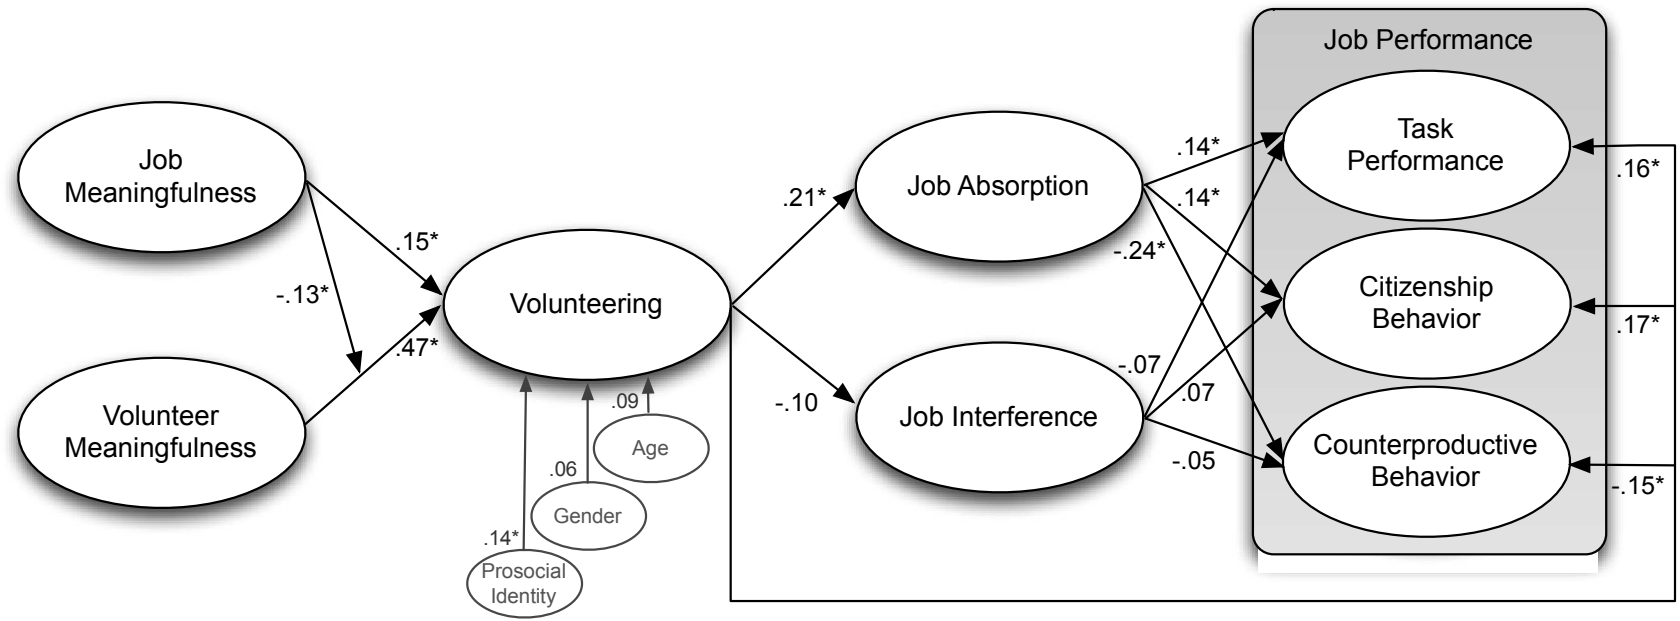 Job Performance
Task
Performance
Job
Meaningfulness
.14*
.16*
Job Absorption
.21*
.14*
.15*
-.24*
-.13*
Volunteering
Citizenship
Behavior
.17*
.47*
-.07
.07
-.10
.09
Job Interference
Volunteer
Meaningfulness
Age
-.05
Counterproductive
Behavior
-.15*
.06
Gender
.14*
Prosocial
Identity